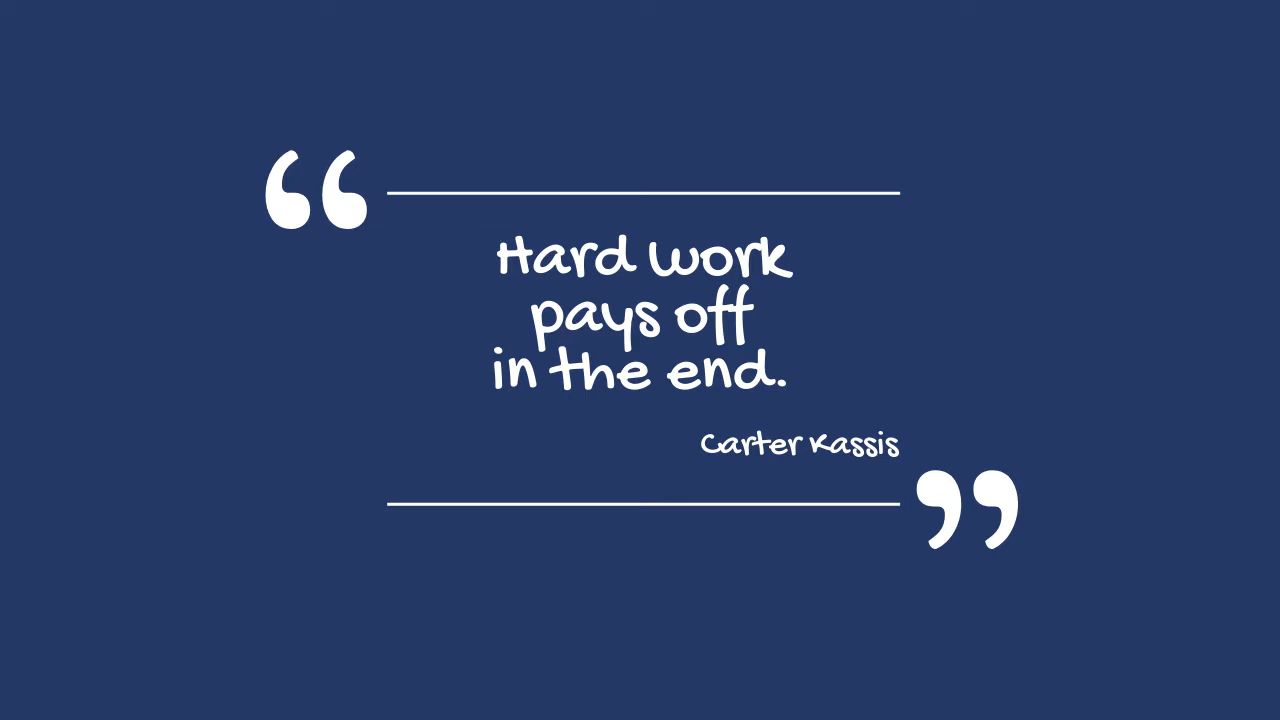 “
Hard work
pays off
in the end.
Carter Kassis
”